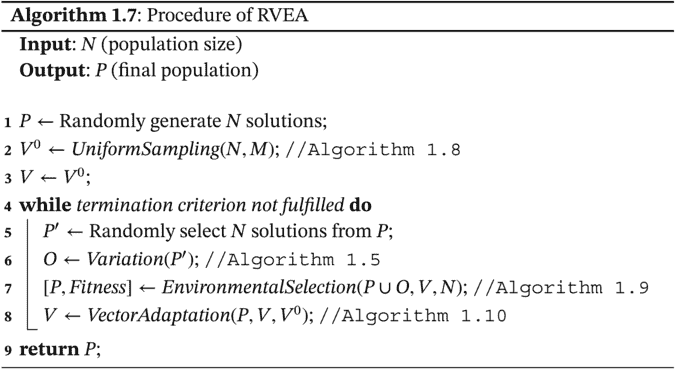 Algorithm 1.7: Procedure of RVEA
Input: N (population size)
Output: P (final population)
1 P ← Randomly generate N solutions;
2 V⁰ ← UniformSampling(N, M); //Algorithm 1.8
3 V ← V⁰;
4 while termination criterion not fulfilled do
5 P′ ← Randomly select N solutions from P;
6 O ← Variation(P′); //Algorithm 1.5
7 [P, Fitness] ← EnvironmentalSelection(P ∪ O, V, N); //Algorithm 1.9
8 V ← VectorAdaptation(P, V, V⁰); //Algorithm 1.10
9 return P;